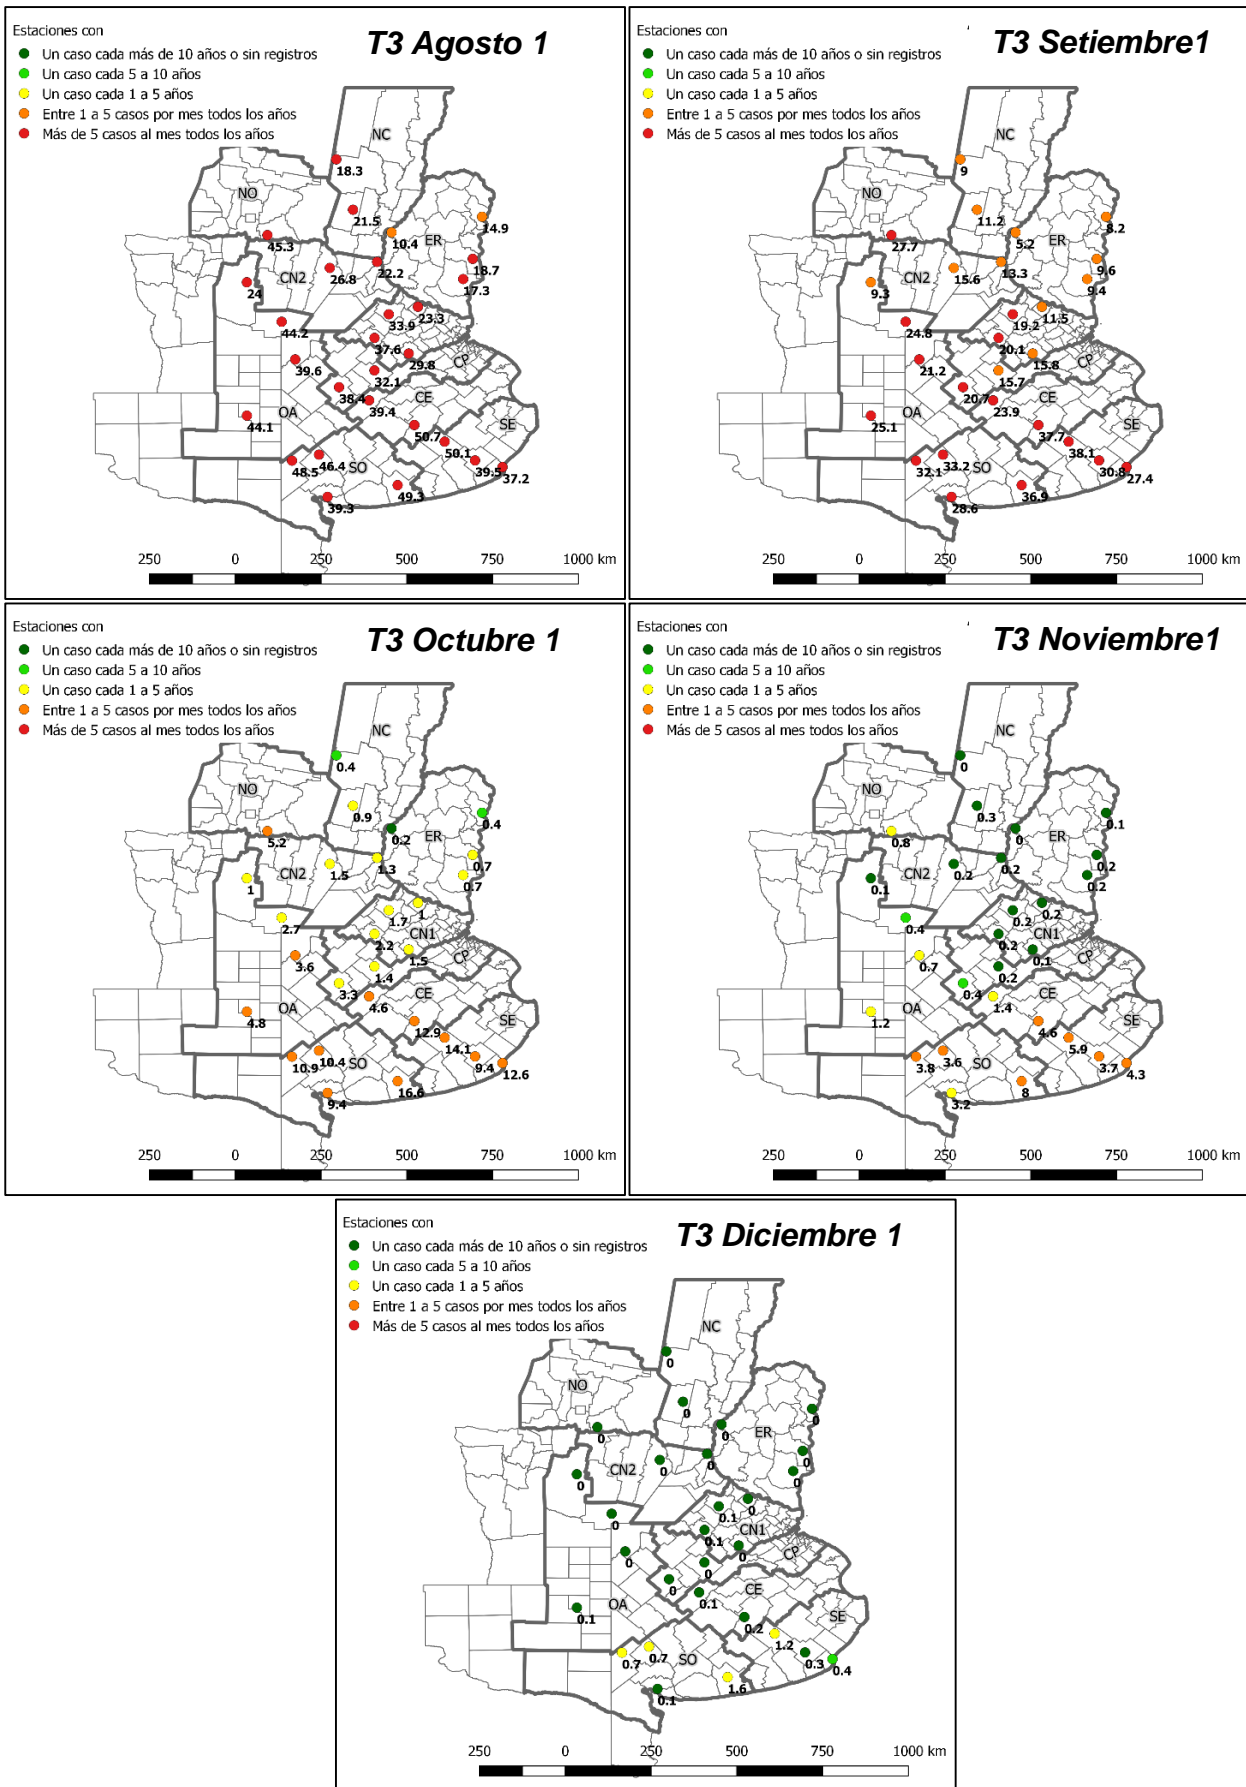 Estaciones con
T3 Agosto 1
Un caso cada más de 10 años o sin registros
Un caso cada 5 a 10 años
Un caso cada 1 a 5 años
Entre 1 a 5 casos por mes todos los años
Más de 5 casos al mes todos los años
NC
18.3
NO
21.5
14.9
10.4
ER
45.3
22.2
18.7
CN2
26.8
17.3
24
23.3
33.9
44.2
37.6
29.8
CP
39.6
32.1
38.4
CE
39.4
OA
44.1
SE
50.7
50.1
46.4
SO
39.5
48.5
37.2
49.3
39.3
250 0 250 500 750 1000 km
Estaciones con
T3 Setiembre1
Un caso cada más de 10 años o sin registros
Un caso cada 5 a 10 años
Un caso cada 1 a 5 años
Entre 1 a 5 casos por mes todos los años
Más de 5 casos al mes todos los años
NC
9
NO
11.2
8.2
5.2
ER
27.7
13.3
9.6
CN2
15.6
9.4
9.3
11.5
19.2
24.8
20.1
15.8
CP
21.2
15.7
20.7
CE
23.9
OA
25.1
SE
37.7
38.1
33.2
SO
30.8
32.1
27.4
36.9
28.6
250 0 250 500 750 1000 km
Estaciones con
T3 Octubre 1
Un caso cada más de 10 años o sin registros
Un caso cada 5 a 10 años
Un caso cada 1 a 5 años
Entre 1 a 5 casos por mes todos los años
Más de 5 casos al mes todos los años
NC
0.4
NO
0.9
0.4
0.2
ER
5.2
1.3
0.7
CN2
1.5
0.7
1
1
1.7
2.7
CN1
2.2
1.5
CP
3.6
1.4
3.3
CE
4.6
OA
4.8
SE
12.9
14.1
10.4
SO
9.4
10.9
12.6
16.6
9.4
250 0 250 500 750 1000 km
Estaciones con
T3 Noviembre1
Un caso cada más de 10 años o sin registros
Un caso cada 5 a 10 años
Un caso cada 1 a 5 años
Entre 1 a 5 casos por mes todos los años
Más de 5 casos al mes todos los años
NC
0
NO
0.3
0.1
0
ER
0.8
0.2
0.2
CN2
0.2
0.2
0.1
0.2
0.2
0.4
CN1
0.2
0.1
CP
0.7
0.2
0.4
CE
1.4
OA
1.2
SE
4.6
5.9
3.6
SO
3.7
3.8
4.3
8
3.2
250 0 250 500 750 1000 km
Estaciones con
T3 Diciembre 1
Un caso cada más de 10 años o sin registros
Un caso cada 5 a 10 años
Un caso cada 1 a 5 años
Entre 1 a 5 casos por mes todos los años
Más de 5 casos al mes todos los años
NC
0
NO
0
0
0
ER
0
0
0
CN2
0
0
0
0
0.1
0
CN1
0.1
0
CP
0
0
0
CE
0.1
OA
0.1
SE
0.2
1.2
0.7
SO
0.3
0.7
0.4
1.6
0.1
250 0 250 500 750 1000 km